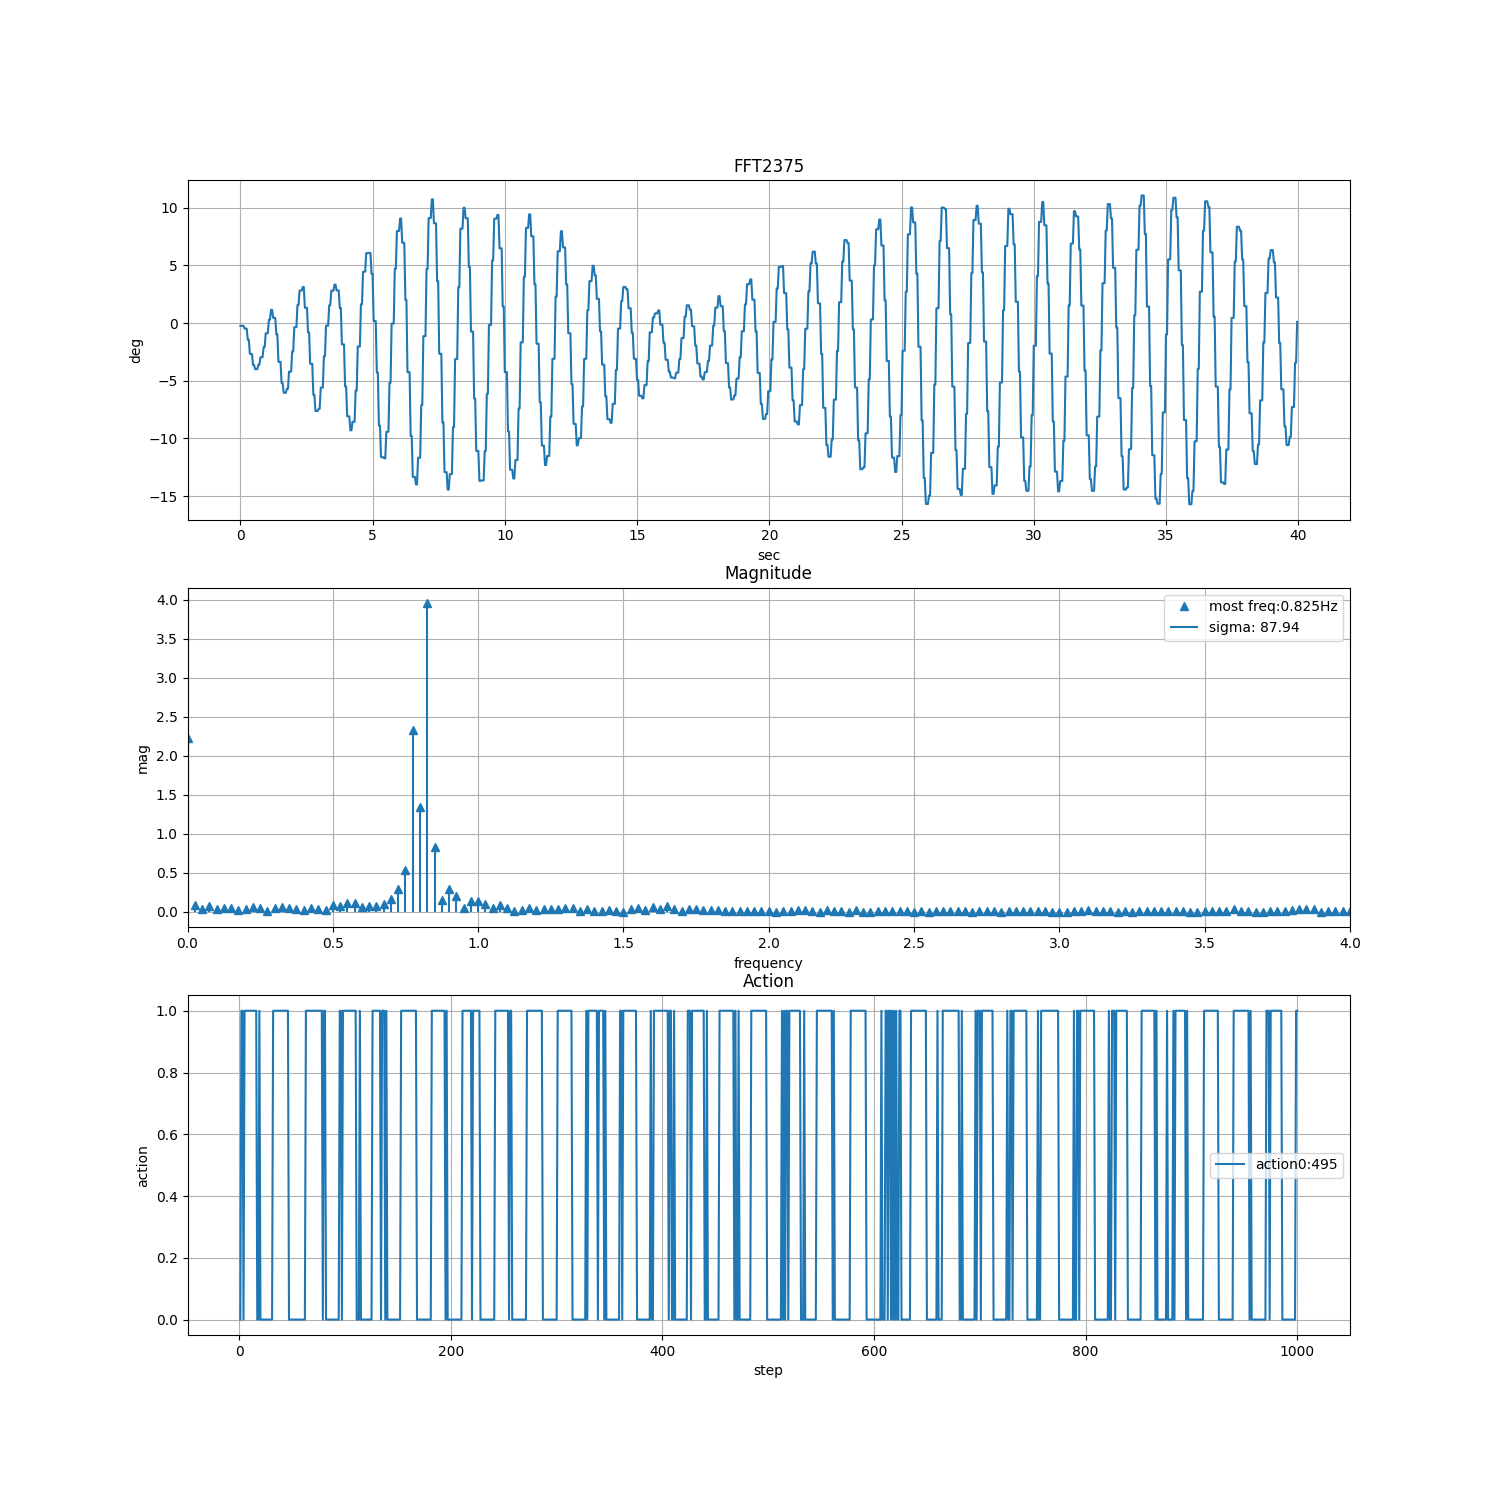 FFT2375
10
5
0
−5
−10
−15
deg
0 5 10 15 20 25 30 35 40
sec
Magnitude
4.0
3.5
3.0
2.5
2.0
1.5
1.0
0.5
0.0
mag
most freq:0.825Hz
sigma: 87.94
0.0 0.5 1.0 1.5 2.0 2.5 3.0 3.5 4.0
frequency
Action
1.0
0.8
0.6
0.4
0.2
0.0
action
action0:495
0 200 400 600 800 1000
step